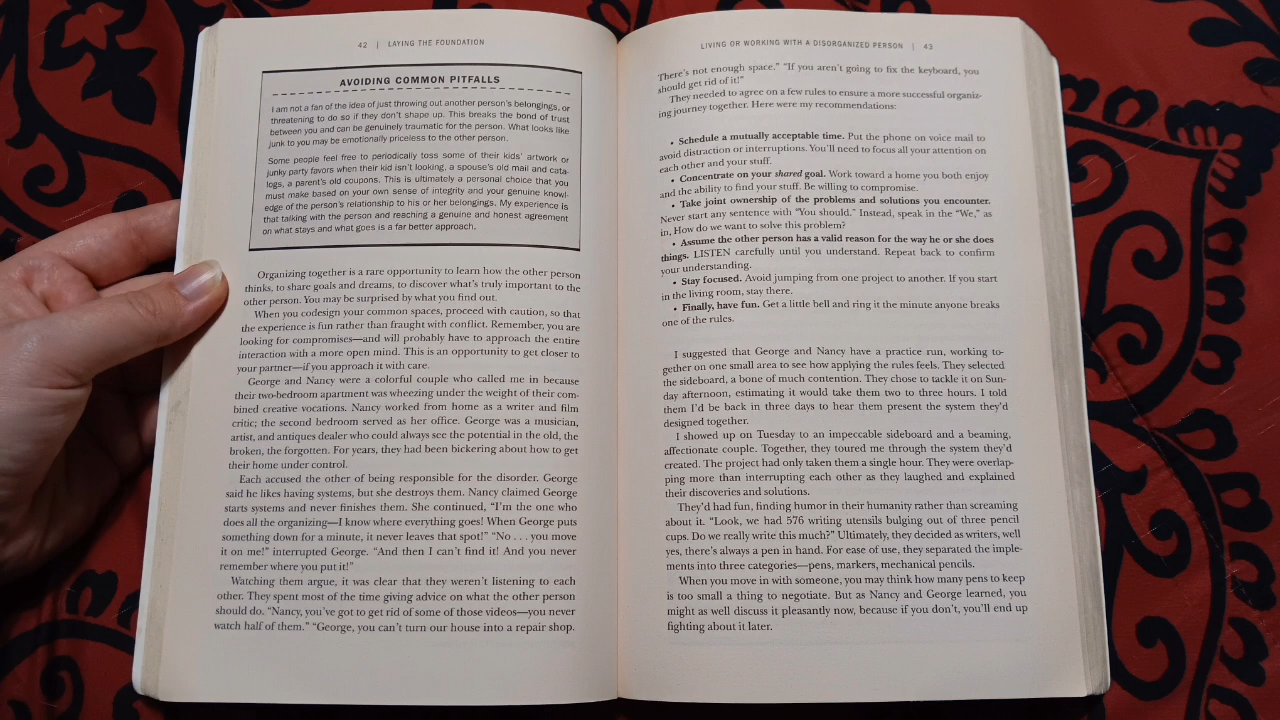 42 | LAYING THE FOUNDATION
AVOIDING COMMON PITFALLS
I am not a fan of the idea of just throwing out another person's belongings, or
threatening to do so if they don't shape up. This breaks the bond of trust
between you and can be genuinely traumatic for the person. What looks like
junk to you may be emotionally priceless to the other person.
Some people feel free to periodically toss some of their kids' artwork or
junky party favors when their kid isn't looking, a spouse's old mail and cata-
logs, a parent's old coupons. This is ultimately a personal choice that you
must make based on your own sense of integrity and your genuine knowl-
edge of the person's relationship to his or her belongings. My experience is
that talking with the person and reaching a genuine and honest agreement
on what stays and what goes is a far better approach.
Organizing together is a rare opportunity to learn how the other person
thinks, to share goals and dreams, to discover what's truly important to the
other person. You may be surprised by what you find out.
When you codesign your common spaces, proceed with caution, so that
the experience is fun rather than fraught with conflict. Remember, you are
looking for compromises—and will probably have to approach the entire
interaction with a more open mind. This is an opportunity to get closer to
your partner—if you approach it with care.
George and Nancy were a colorful couple who called me in because
their two-bedroom apartment was wheezing under the weight of their com-
bined creative vocations. Nancy worked from home as a writer and film
critic; the second bedroom served as her office. George was a musician,
artist, and antiques dealer who could always see the potential in the old, the
broken, the forgotten. For years, they had been bickering about how to get
their home under control.
Each accused the other of being responsible for the disorder. George
said he likes having systems, but she destroys them. Nancy claimed George
starts systems and never finishes them. She continued, "I'm the one who
does all the organizing—I know where everything goes! When George puts
something down for a minute, it never leaves that spot!" "No . . . you move
it on me!" interrupted George. "And then I can't find it! And you never
remember where you put it!"
Watching them argue, it was clear that they weren't listening to each
other. They spent most of the time giving advice on what the other person
should do. "Nancy, you've got to get rid of some of those videos—you never
watch half of them." "George, you can't turn our house into a repair shop.
LIVING OR WORKING WITH A DISORGANIZED PERSON | 43
There's not enough space." "If you aren't going to fix the keyboard, you
should get rid of it!"
They needed to agree on a few rules to ensure a more successful organiz-
ing journey together. Here were my recommendations:
• Schedule a mutually acceptable time. Put the phone on voice mail to
avoid distraction or interruptions. You'll need to focus all your attention on
each other and your stuff.
• Concentrate on your shared goal. Work toward a home you both enjoy
and the ability to find your stuff. Be willing to compromise.
• Take joint ownership of the problems and solutions you encounter.
Never start any sentence with "You should." Instead, speak in the "We," as
in, How do we want to solve this problem?
• Assume the other person has a valid reason for the way he or she does
things. LISTEN carefully until you understand. Repeat back to confirm
your understanding.
• Stay focused. Avoid jumping from one project to another. If you start
in the living room, stay there.
• Finally, have fun. Get a little bell and ring it the minute anyone breaks
one of the rules.
I suggested that George and Nancy have a practice run, working to-
gether on one small area to see how applying the rules feels. They selected
the sideboard, a bone of much contention. They chose to tackle it on Sun-
day afternoon, estimating it would take them two to three hours. I told
them I'd be back in three days to hear them present the system they'd
designed together.
I showed up on Tuesday to an impeccable sideboard and a beaming,
affectionate couple. Together, they toured me through the system they'd
created. The project had only taken them a single hour. They were overlap-
ping more than interrupting each other as they laughed and explained
their discoveries and solutions.
They'd had fun, finding humor in their humanity rather than screaming
about it. "Look, we had 576 writing utensils bulging out of three pencil
cups. Do we really write this much?" Ultimately, they decided as writers, well
yes, there's always a pen in hand. For ease of use, they separated the imple-
ments into three categories—pens, markers, mechanical pencils.
When you move in with someone, you may think how many pens to keep
is too small a thing to negotiate. But as Nancy and George learned, you
might as well discuss it pleasantly now, because if you don't, you'll end up
fighting about it later.